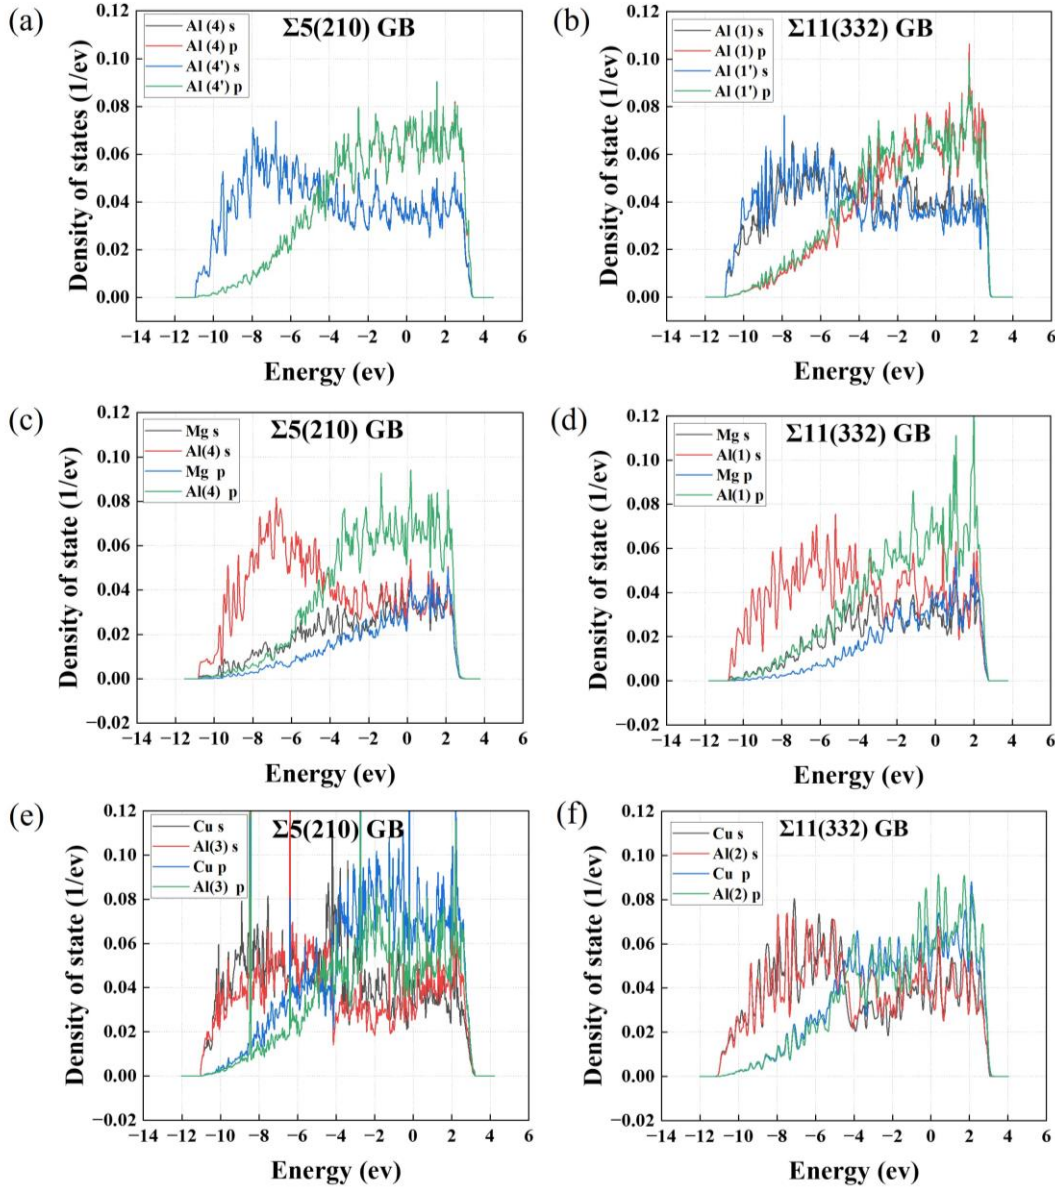 (a)
Σ5(210) GB
Al (4) s
Al (4) p
Al (4') s
Al (4') p
Density of states (1/ev)
0.12
0.10
0.08
0.06
0.04
0.02
0.00
−14 −12 −10 −8 −6 −4 −2 0 2 4 6
Energy (ev)
(b)
Σ11(332) GB
Al (1) s
Al (1) p
Al (1') s
Al (1') p
Density of state (1/ev)
0.12
0.10
0.08
0.06
0.04
0.02
0.00
−14 −12 −10 −8 −6 −4 −2 0 2 4 6
Energy (ev)
(c)
Σ5(210) GB
Mg s
Al(4) s
Mg p
Al(4) p
Density of state (1/ev)
0.12
0.10
0.08
0.06
0.04
0.02
0.00
−0.02
−14 −12 −10 −8 −6 −4 −2 0 2 4 6
Energy (ev)
(d)
Σ11(332) GB
Mg s
Al(1) s
Mg p
Al(1) p
Density of state (1/ev)
0.12
0.10
0.08
0.06
0.04
0.02
0.00
−0.02
−14 −12 −10 −8 −6 −4 −2 0 2 4 6
Energy (ev)
(e)
Σ5(210) GB
Cu s
Al(3) s
Cu p
Al(3) p
Density of state (1/ev)
0.12
0.10
0.08
0.06
0.04
0.02
0.00
−0.02
−14 −12 −10 −8 −6 −4 −2 0 2 4 6
Energy (ev)
(f)
Σ11(332) GB
Cu s
Al(2) s
Cu p
Al(2) p
Density of state (1/ev)
0.12
0.10
0.08
0.06
0.04
0.02
0.00
−0.02
−14 −12 −10 −8 −6 −4 −2 0 2 4 6
Energy (ev)